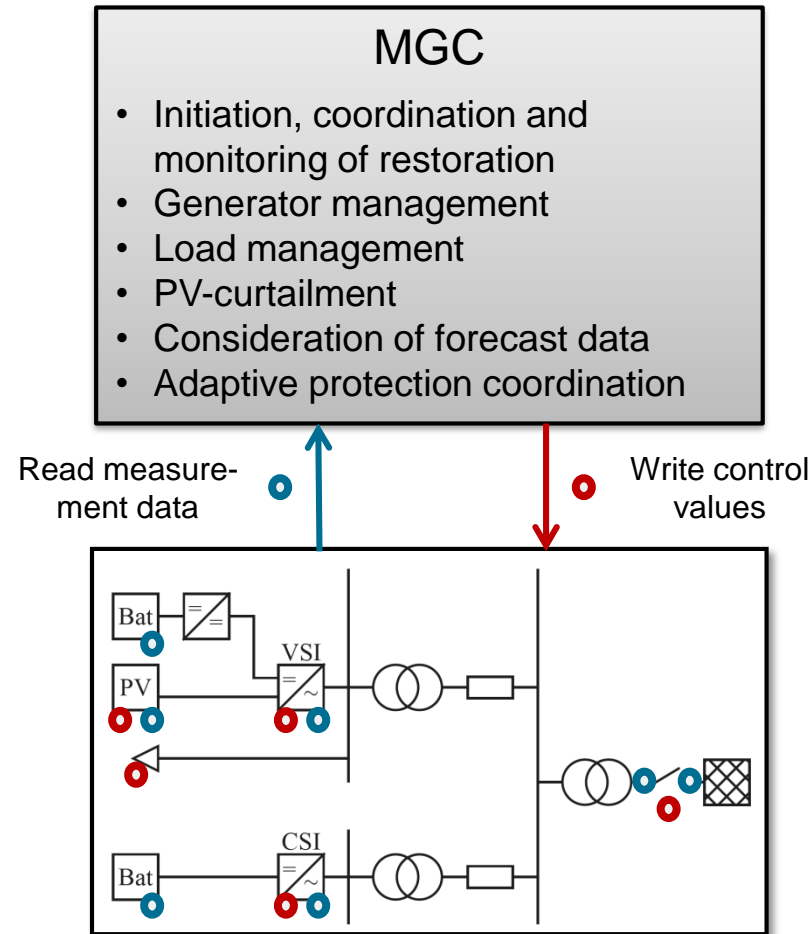 MGC
• Initiation, coordination and
monitoring of restoration
• Generator management
• Load management
• PV-curtailment
• Consideration of forecast data
• Adaptive protection coordination
Read measure-
ment data
Write control
values
Bat
VSI
PV
CSI
Bat